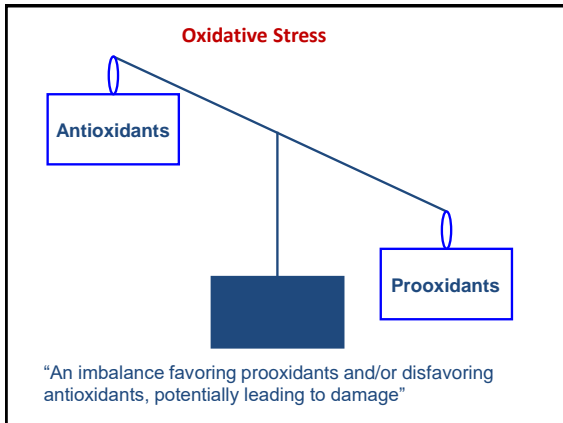 Oxidative Stress
Antioxidants
Prooxidants
“An imbalance favoring prooxidants and/or disfavoring
antioxidants, potentially leading to damage”